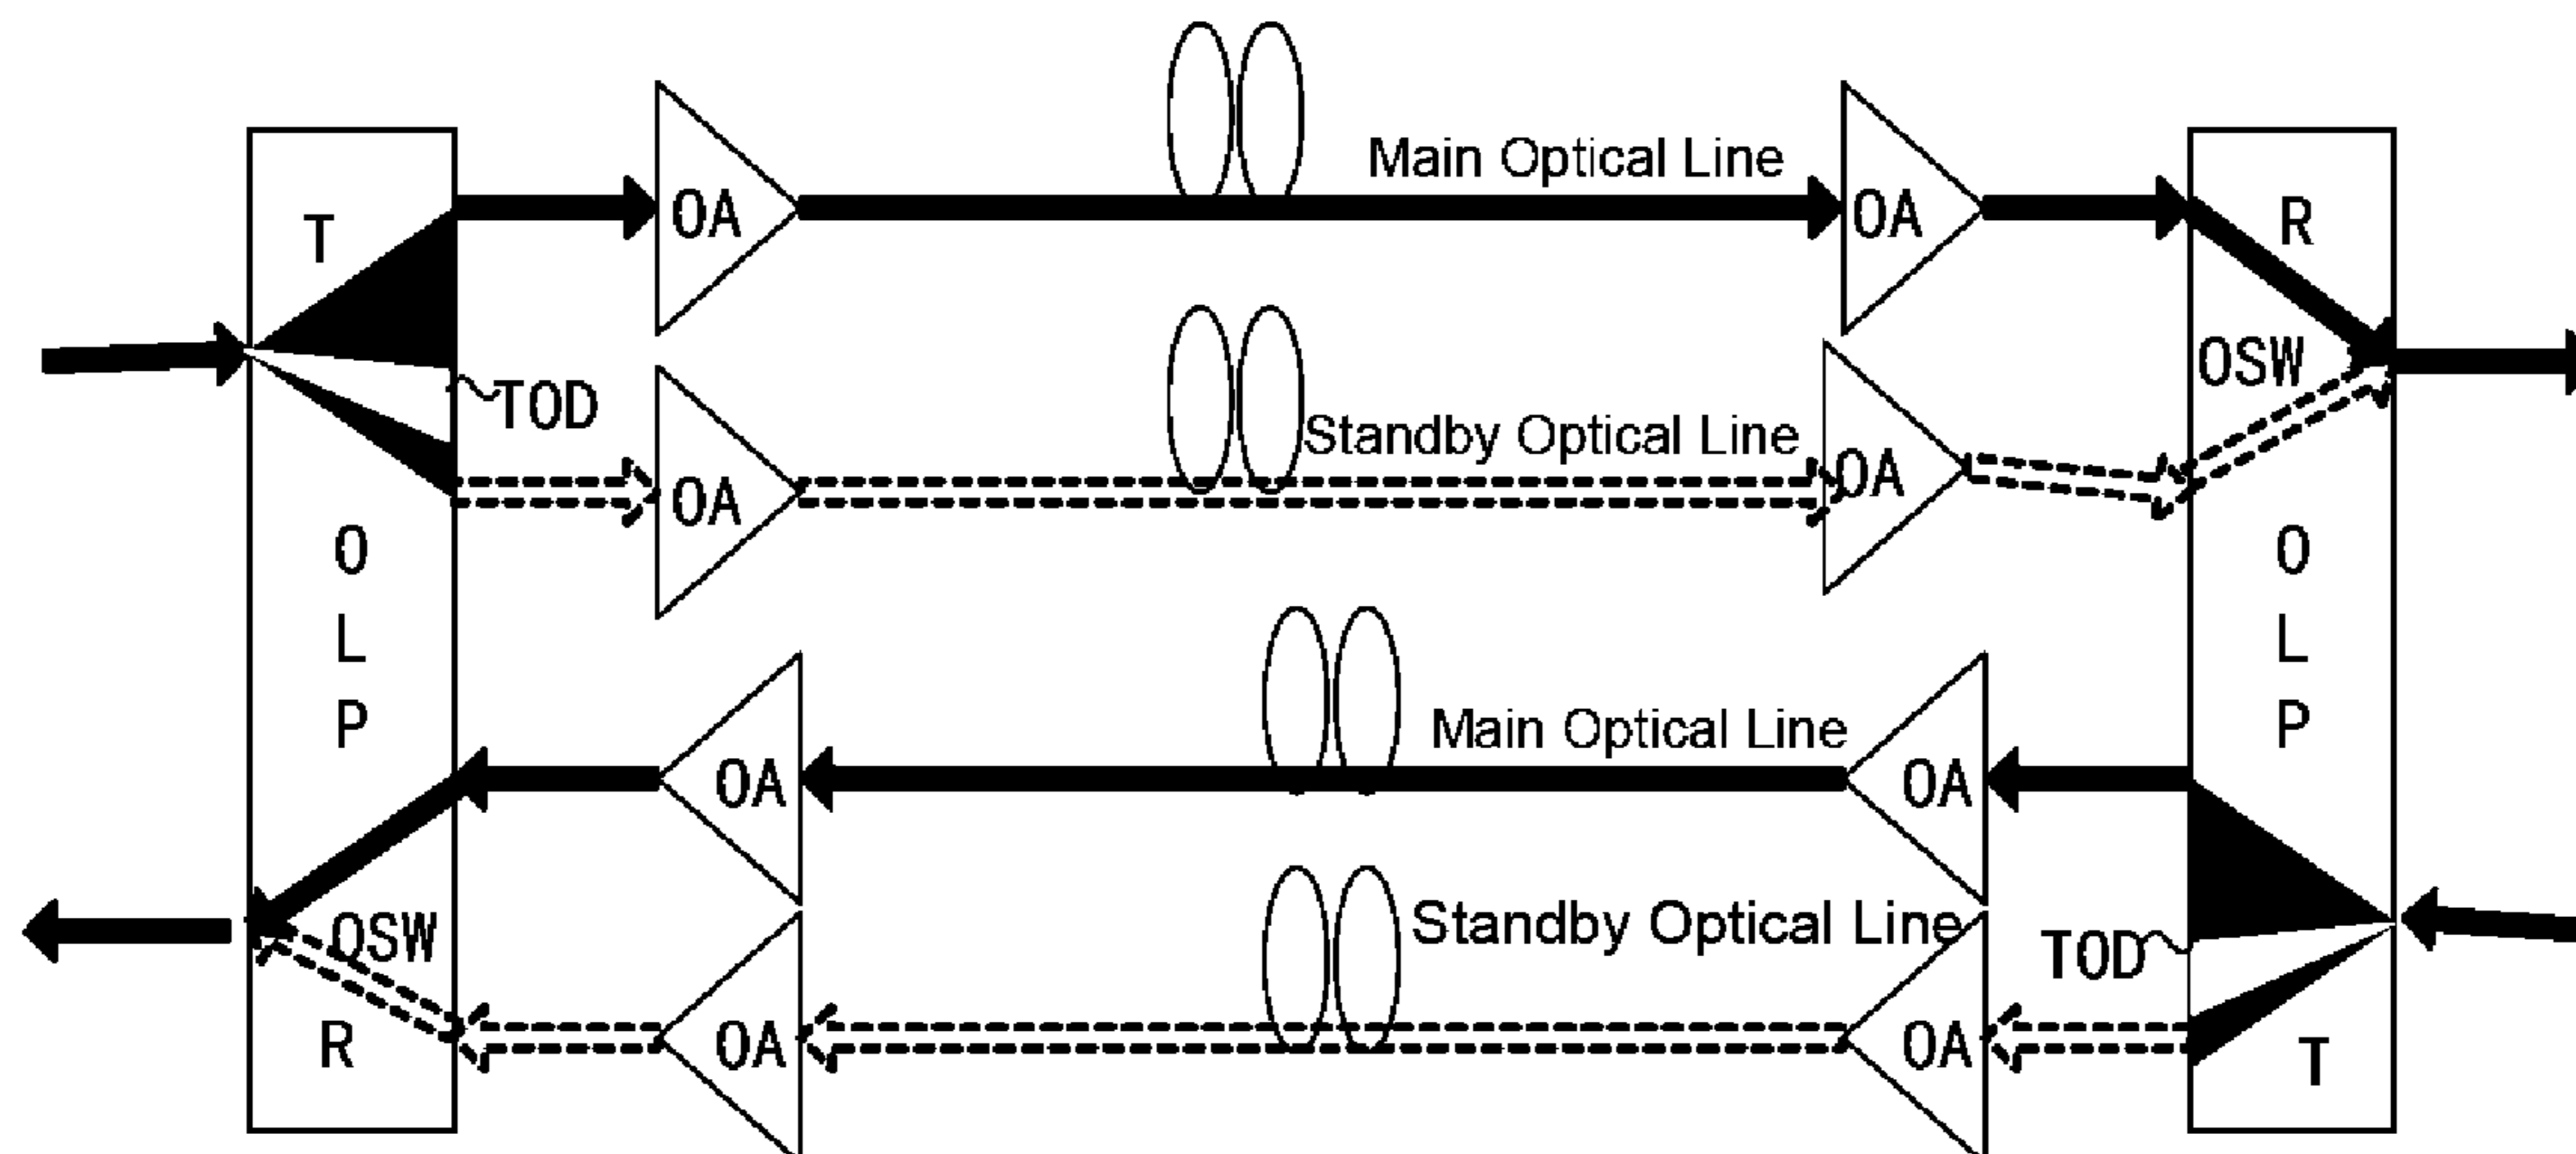 Main Optical Line
T
OA
OA
R
OSW
TOD
Standby Optical Line
OA
OA
O
L
P
O
L
P
Main Optical Line
OA
OA
OSW
Standby Optical Line
TOD
R
OA
OA
T